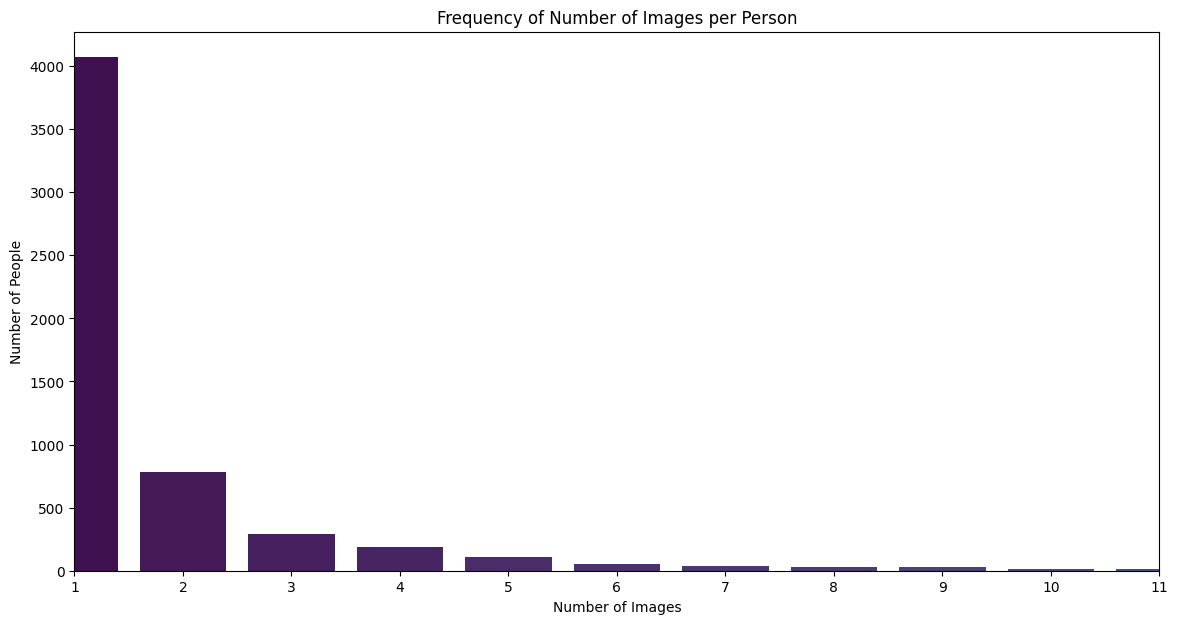 Frequency of Number of Images per Person
Number of People
4000
3500
3000
2500
2000
1500
1000
500
0
1 2 3 4 5 6 7 8 9 10 11
Number of Images